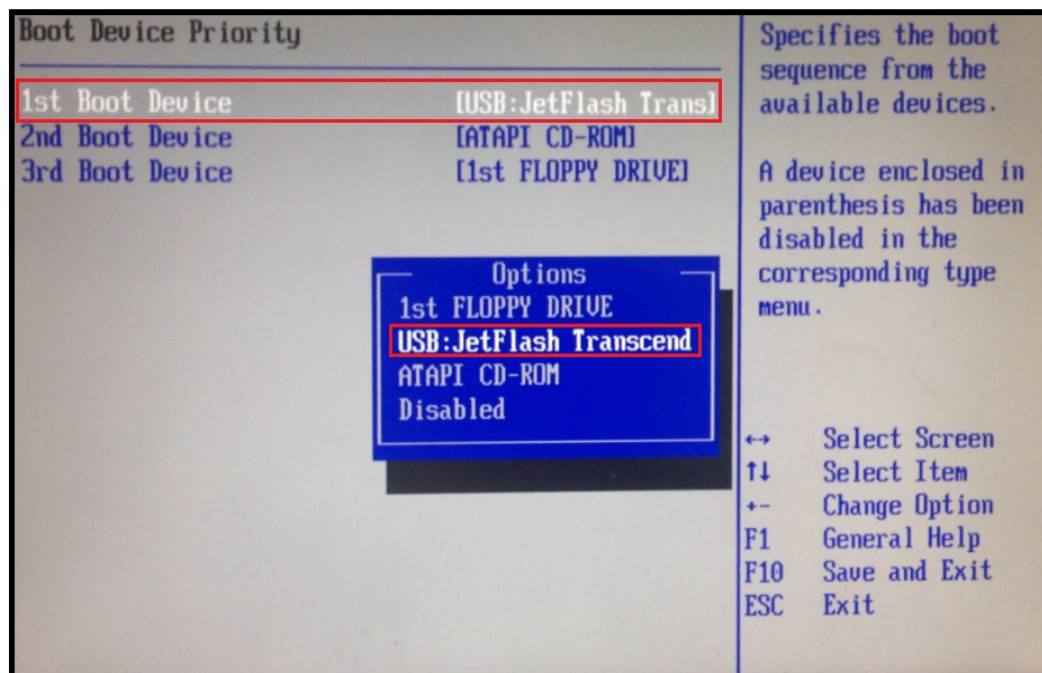 Boot Device Priority
1st Boot Device [USB:JetFlash Trans]
2nd Boot Device [ATAPI CD-ROM]
3rd Boot Device [1st FLOPPY DRIVE]
Options
1st FLOPPY DRIVE
USB:JetFlash Transcend
ATAPI CD-ROM
Disabled
Specifies the boot
sequence from the
available devices.
A device enclosed in
parenthesis has been
disabled in the
corresponding type
menu.
↔ Select Screen
↑↓ Select Item
+- Change Option
F1 General Help
F10 Save and Exit
ESC Exit